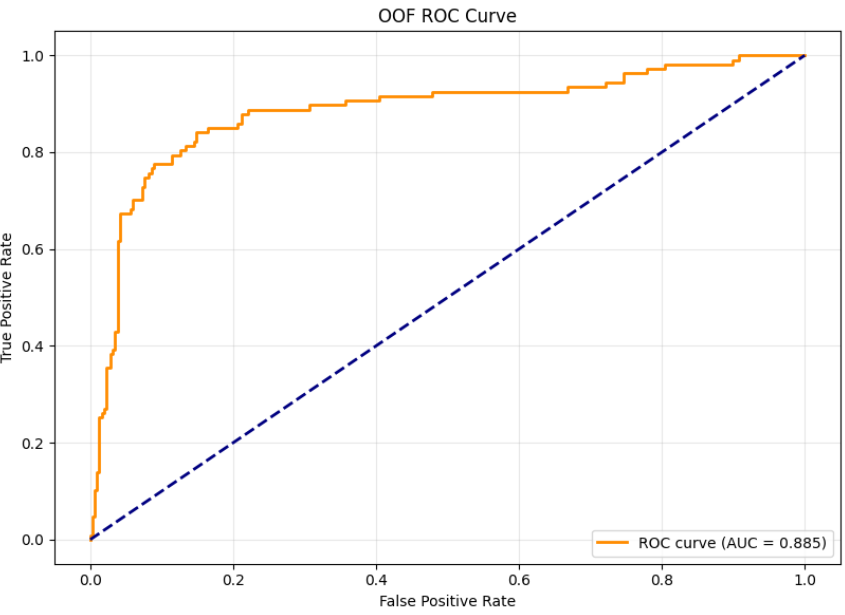 OOF ROC Curve
True Positive Rate
1.0
0.8
0.6
0.4
0.2
0.0
ROC curve (AUC = 0.885)
0.0 0.2 0.4 0.6 0.8 1.0
False Positive Rate